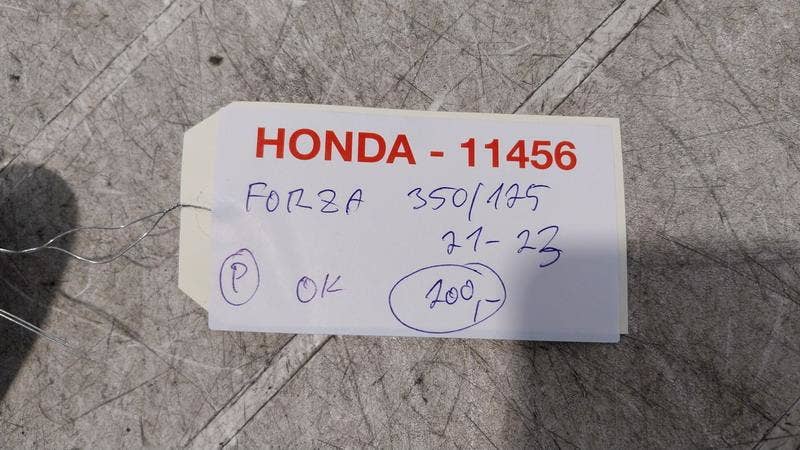 HONDA - 11456
FORZA 350/125
21-23
P OK 200,-